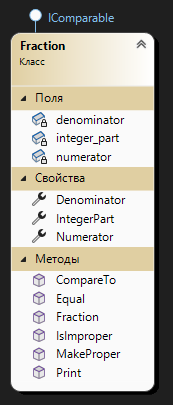 IComparable
Fraction
Класс
Поля
denominator
integer_part
numerator
Свойства
Denominator
IntegerPart
Numerator
Методы
CompareTo
Equal
Fraction
IsImproper
MakeProper
Print